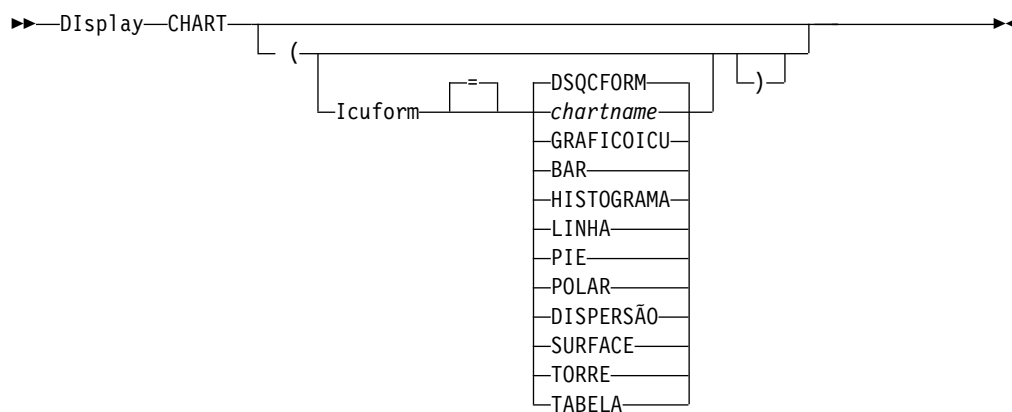 DIsplay CHART
(
Icuform = DSQCFORM )
chartname
GRAFICOICU
BAR
HISTOGRAMA
LINHA
PIE
POLAR
DISPERSÃO
SURFACE
TORRE
TABELA